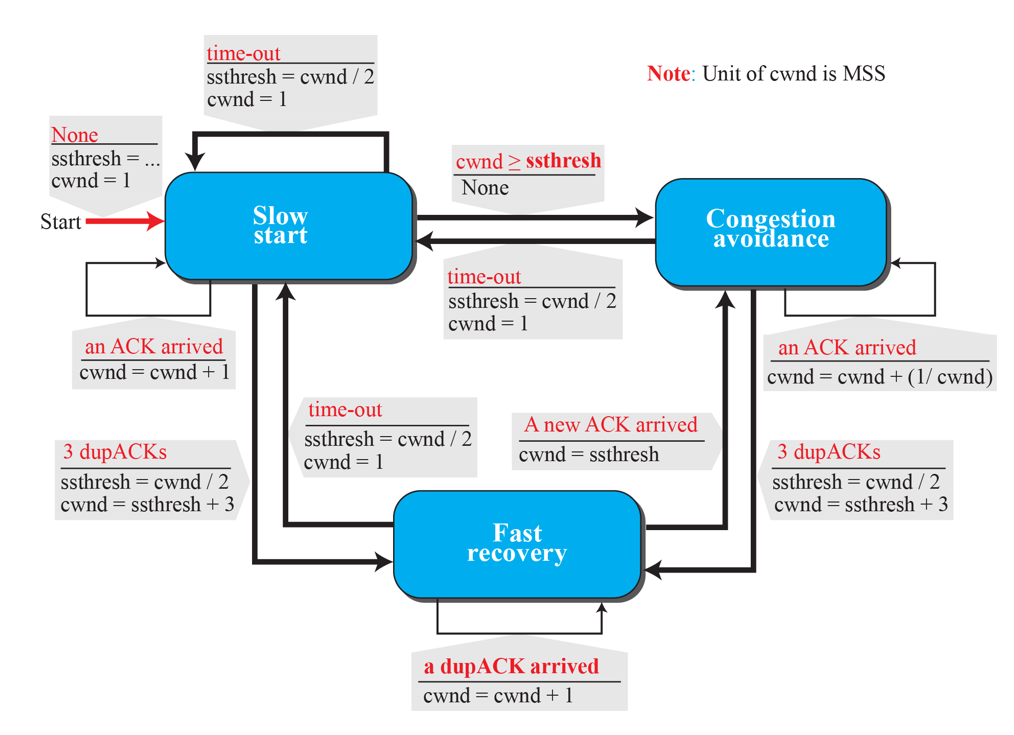 time-out
ssthresh = cwnd / 2
cwnd = 1
Note: Unit of cwnd is MSS
None
ssthresh = ...
cwnd = 1
Start
Slow
start
cwnd ≥ ssthresh
None
Congestion
avoidance
time-out
ssthresh = cwnd / 2
cwnd = 1
an ACK arrived
cwnd = cwnd + 1
an ACK arrived
cwnd = cwnd + (1/ cwnd)
time-out
ssthresh = cwnd / 2
cwnd = 1
A new ACK arrived
cwnd = ssthresh
3 dupACKs
ssthresh = cwnd / 2
cwnd = ssthresh + 3
3 dupACKs
ssthresh = cwnd / 2
cwnd = ssthresh + 3
Fast
recovery
a dupACK arrived
cwnd = cwnd + 1